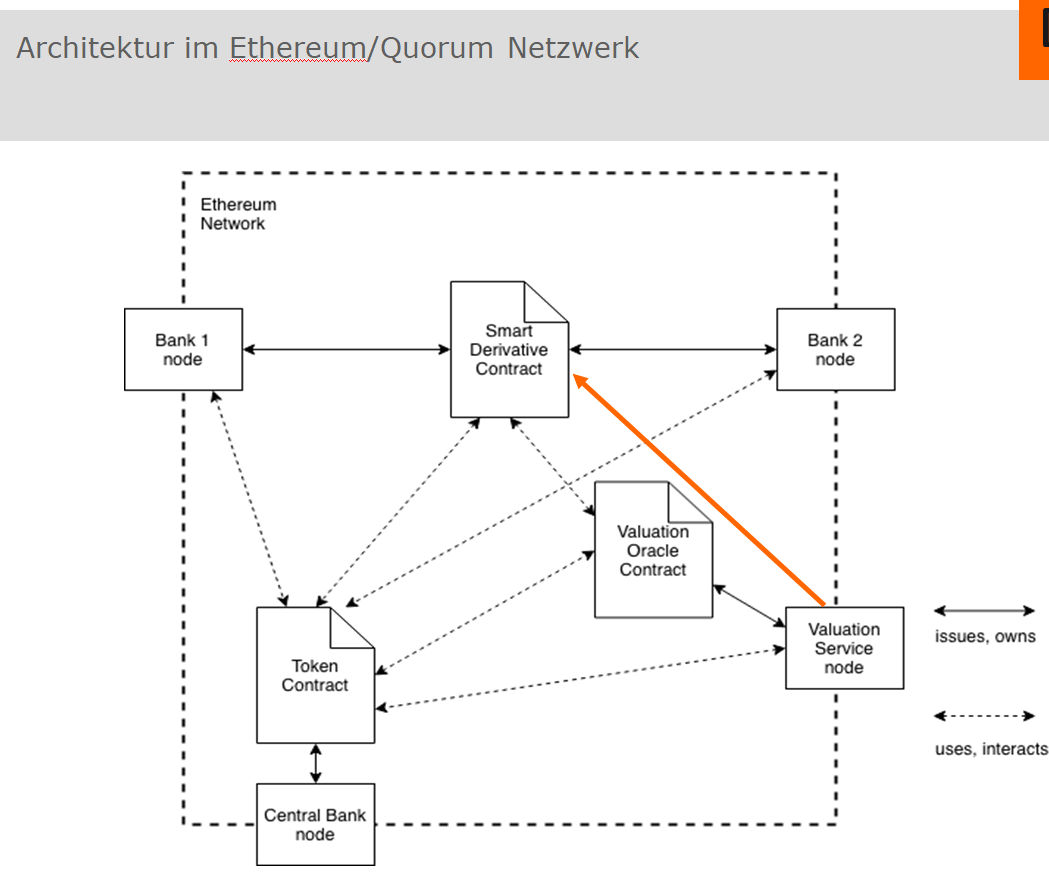 Architektur im Ethereum/Quorum Netzwerk
Ethereum
Network
Bank 1
node
Smart
Derivative
Contract
Bank 2
node
Valuation
Oracle
Contract
Token
Contract
Valuation
Service
node
issues, owns
uses, interacts
Central Bank
node